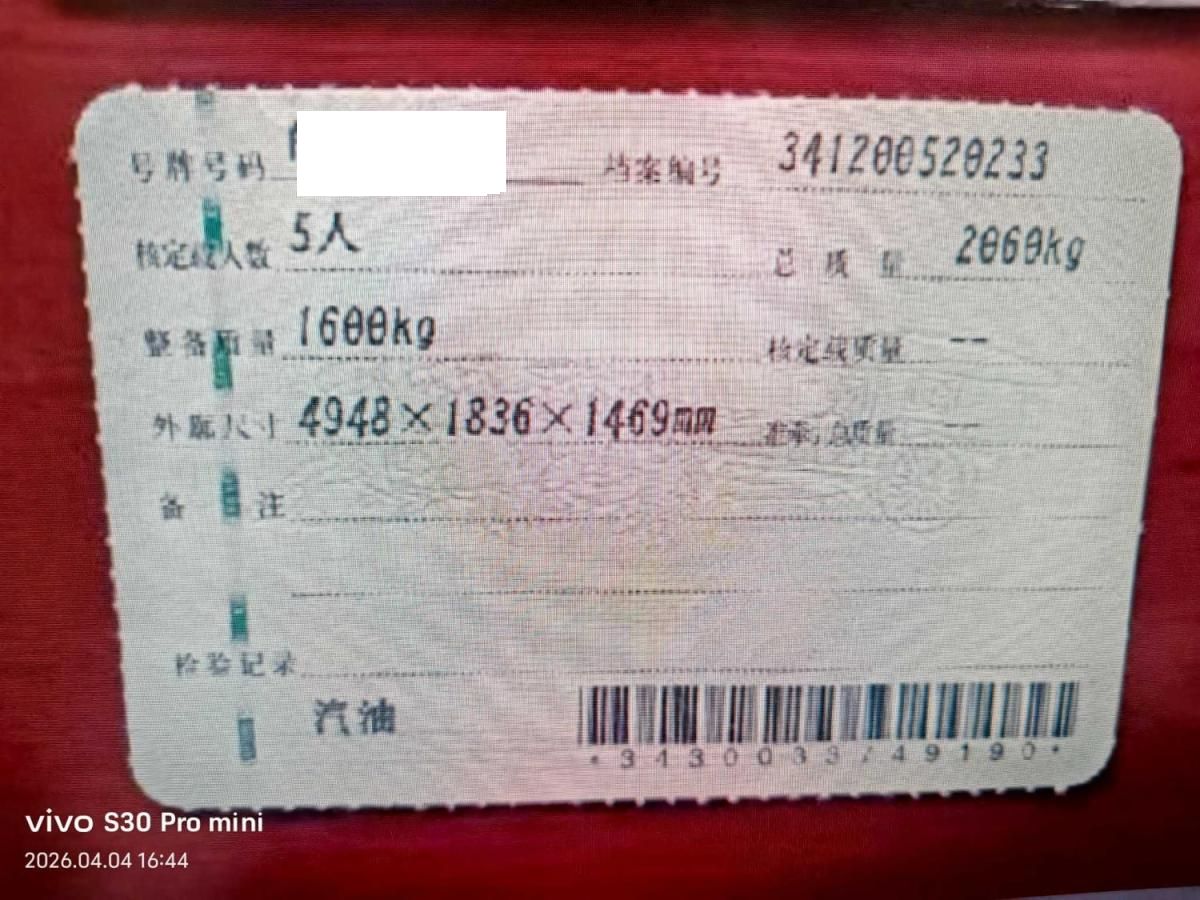 号牌号码 档案编号 341200520233
核定载人数 5人 总质量 2060kg
整备质量 1600kg 核定载质量 --
外廓尺寸 4948×1836×1469mm 准牵引总质量 --
备注
检验记录
汽油
vivo S30 Pro mini
2026.04.04 16:44